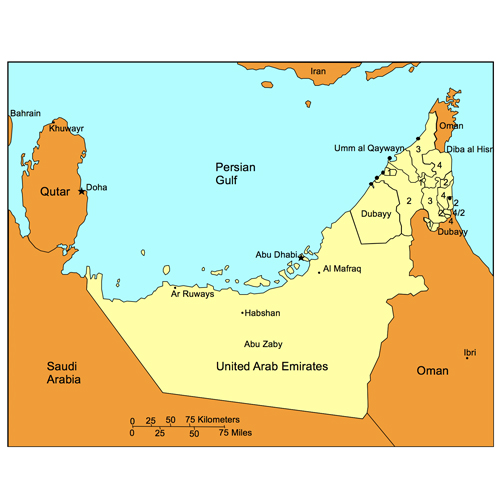 Iran
Bahrain
Khuwayr
Oman
Umm al Qaywayn
3
Diba al Hisn
Persian
Gulf
4
1
2
Qutar
Doha
2
3
4
2
Dubayy
2
4/2
4
1
Dubayy
Abu Dhabi
Al Mafraq
Ar Ruways
Habshan
Abu Zaby
Ibri
Saudi
Arabia
United Arab Emirates
Oman
0 25 50 75 Kilometers
0 25 50 75 Miles